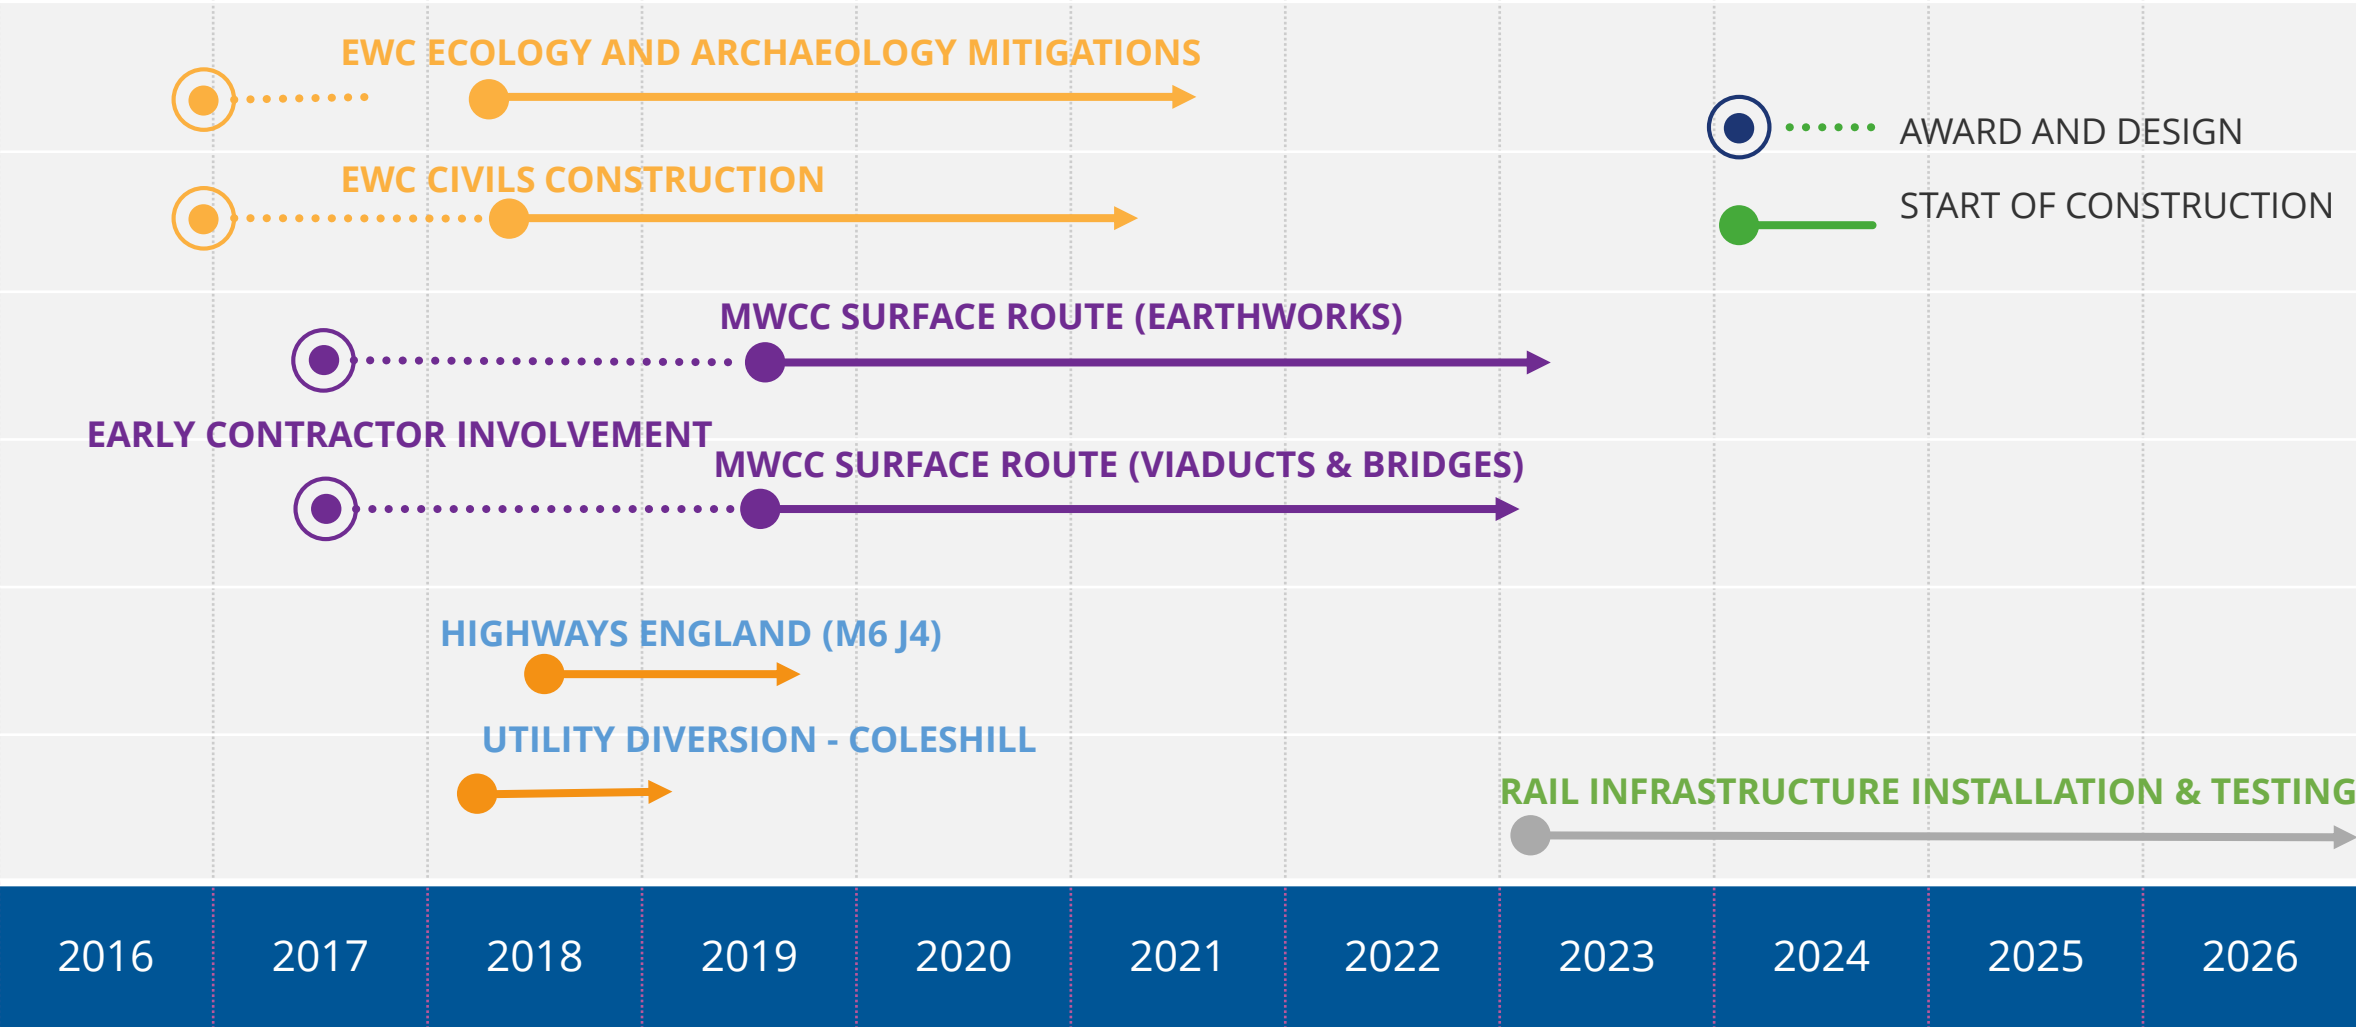 EWC ECOLOGY AND ARCHAEOLOGY MITIGATIONS
AWARD AND DESIGN
EWC CIVILS CONSTRUCTION
START OF CONSTRUCTION
MWCC SURFACE ROUTE (EARTHWORKS)
EARLY CONTRACTOR INVOLVEMENT
MWCC SURFACE ROUTE (VIADUCTS & BRIDGES)
HIGHWAYS ENGLAND (M6 J4)
UTILITY DIVERSION - COLESHILL
RAIL INFRASTRUCTURE INSTALLATION & TESTING
2016 2017 2018 2019 2020 2021 2022 2023 2024 2025 2026